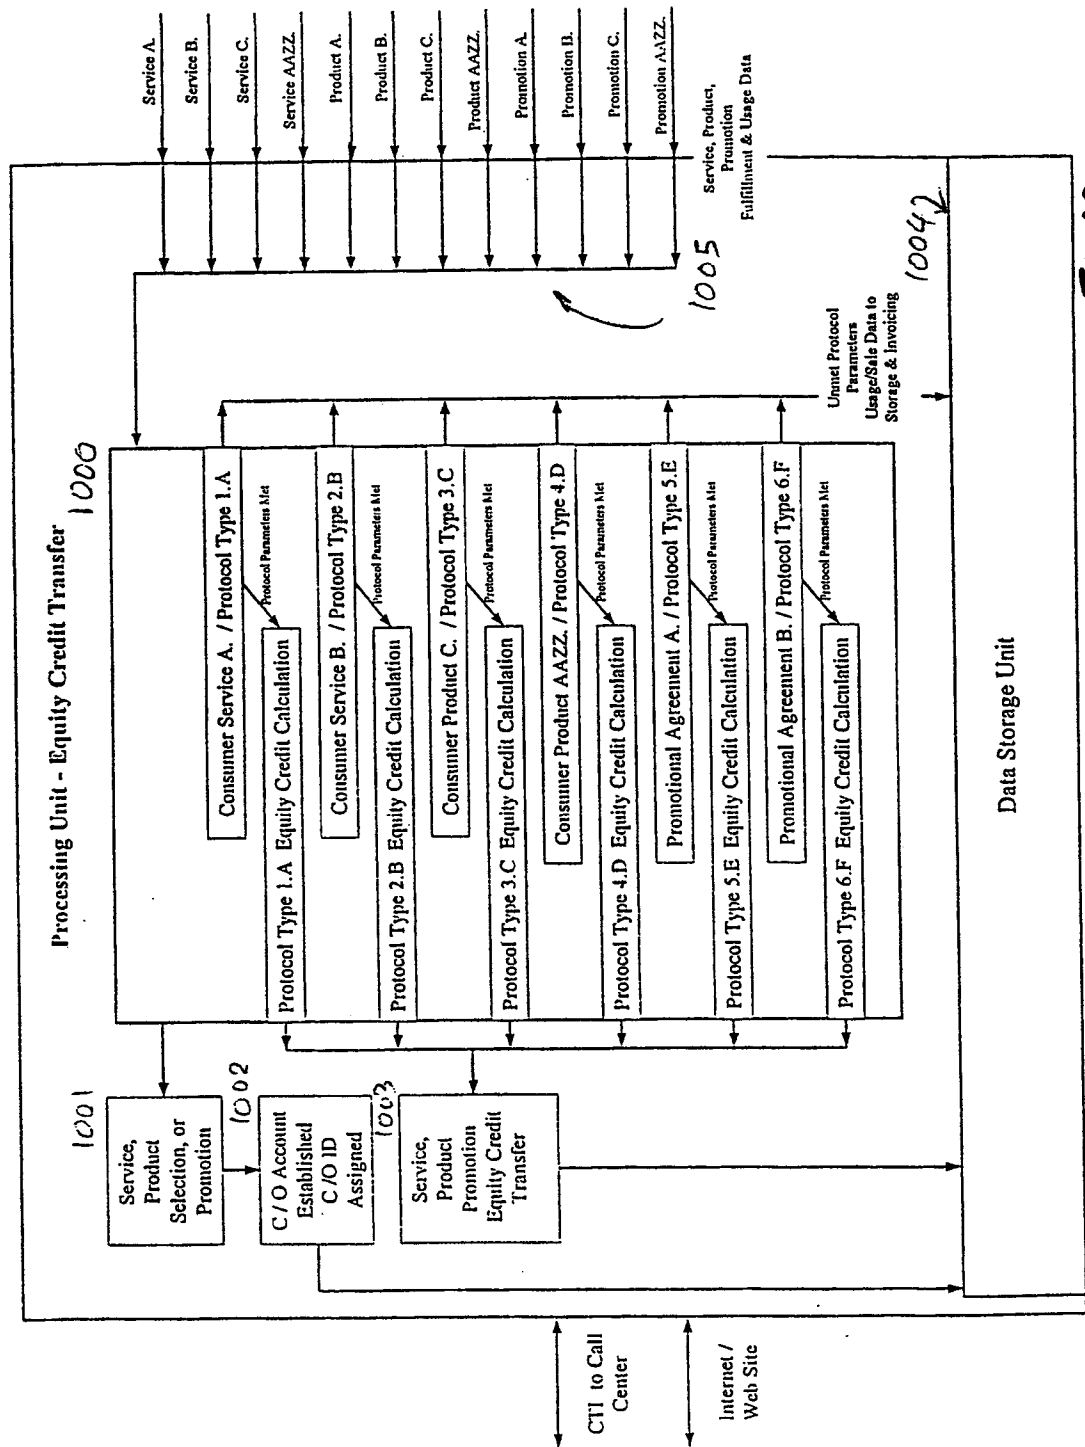 Processing Unit - Equity Credit Transfer
1000
1001
Service,
Product
Selection, or
Promotion
1002
C / O Account
Established
C /O ID
Assigned
1003
Service,
Product
Promotion
Equity Credit
Transfer
Consumer Service A. / Protocol Type 1.A
Protocol Parameters Met
Protocol Type 1.A Equity Credit Calculation
Consumer Service B. / Protocol Type 2.B
Protocol Parameters Met
Protocol Type 2.B Equity Credit Calculation
Consumer Product C. / Protocol Type 3.C
Protocol Parameters Met
Protocol Type 3.C Equity Credit Calculation
Consumer Product AAZZ. / Protocol Type 4.D
Protocol Parameters Met
Protocol Type 4.D Equity Credit Calculation
Promotional Agreement A. / Protocol Type 5.E
Protocol Parameters Met
Protocol Type 5.E Equity Credit Calculation
Promotional Agreement B. / Protocol Type 6.F
Protocol Parameters Met
Protocol Type 6.F Equity Credit Calculation
Service A.
Service B.
Service C.
Service AAZZ.
Product A.
Product B.
Product C.
Product AAZZ.
Promotion A.
Promotion B.
Promotion C.
Promotion AAZZ.
Service, Product,
Promotion
Fulfillment & Usage Data
1005
Unmet Protocol
Parameters
Usage/Sale Data to
Storage & Invoicing
1004
CTI to Call
Center
Internet /
Web Site
Data Storage Unit